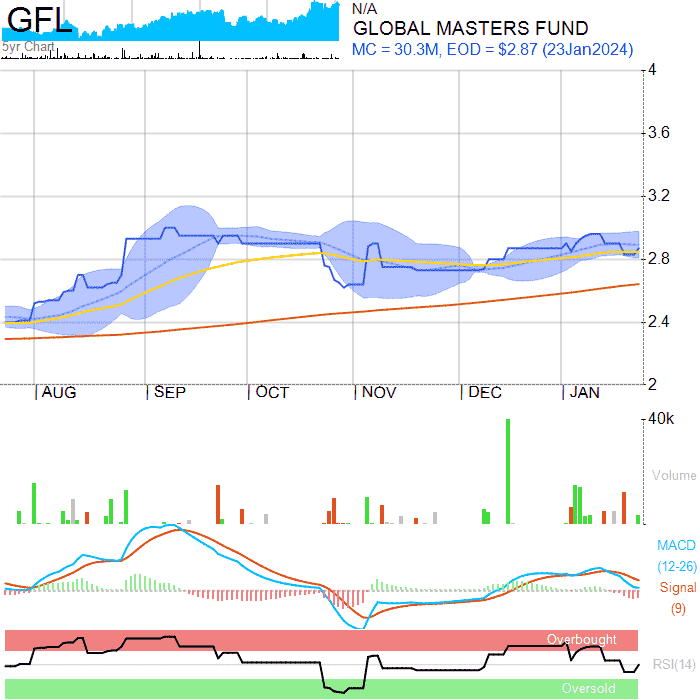 GFL
5yr Chart
N/A
GLOBAL MASTERS FUND
MC = 30.3M, EOD = $2.87 (23Jan2024)
4
3.6
3.2
2.8
2.4
2
AUG SEP OCT NOV DEC JAN
40k
Volume
MACD
(12-26)
Signal
(9)
Overbought
RSI(14)
Oversold